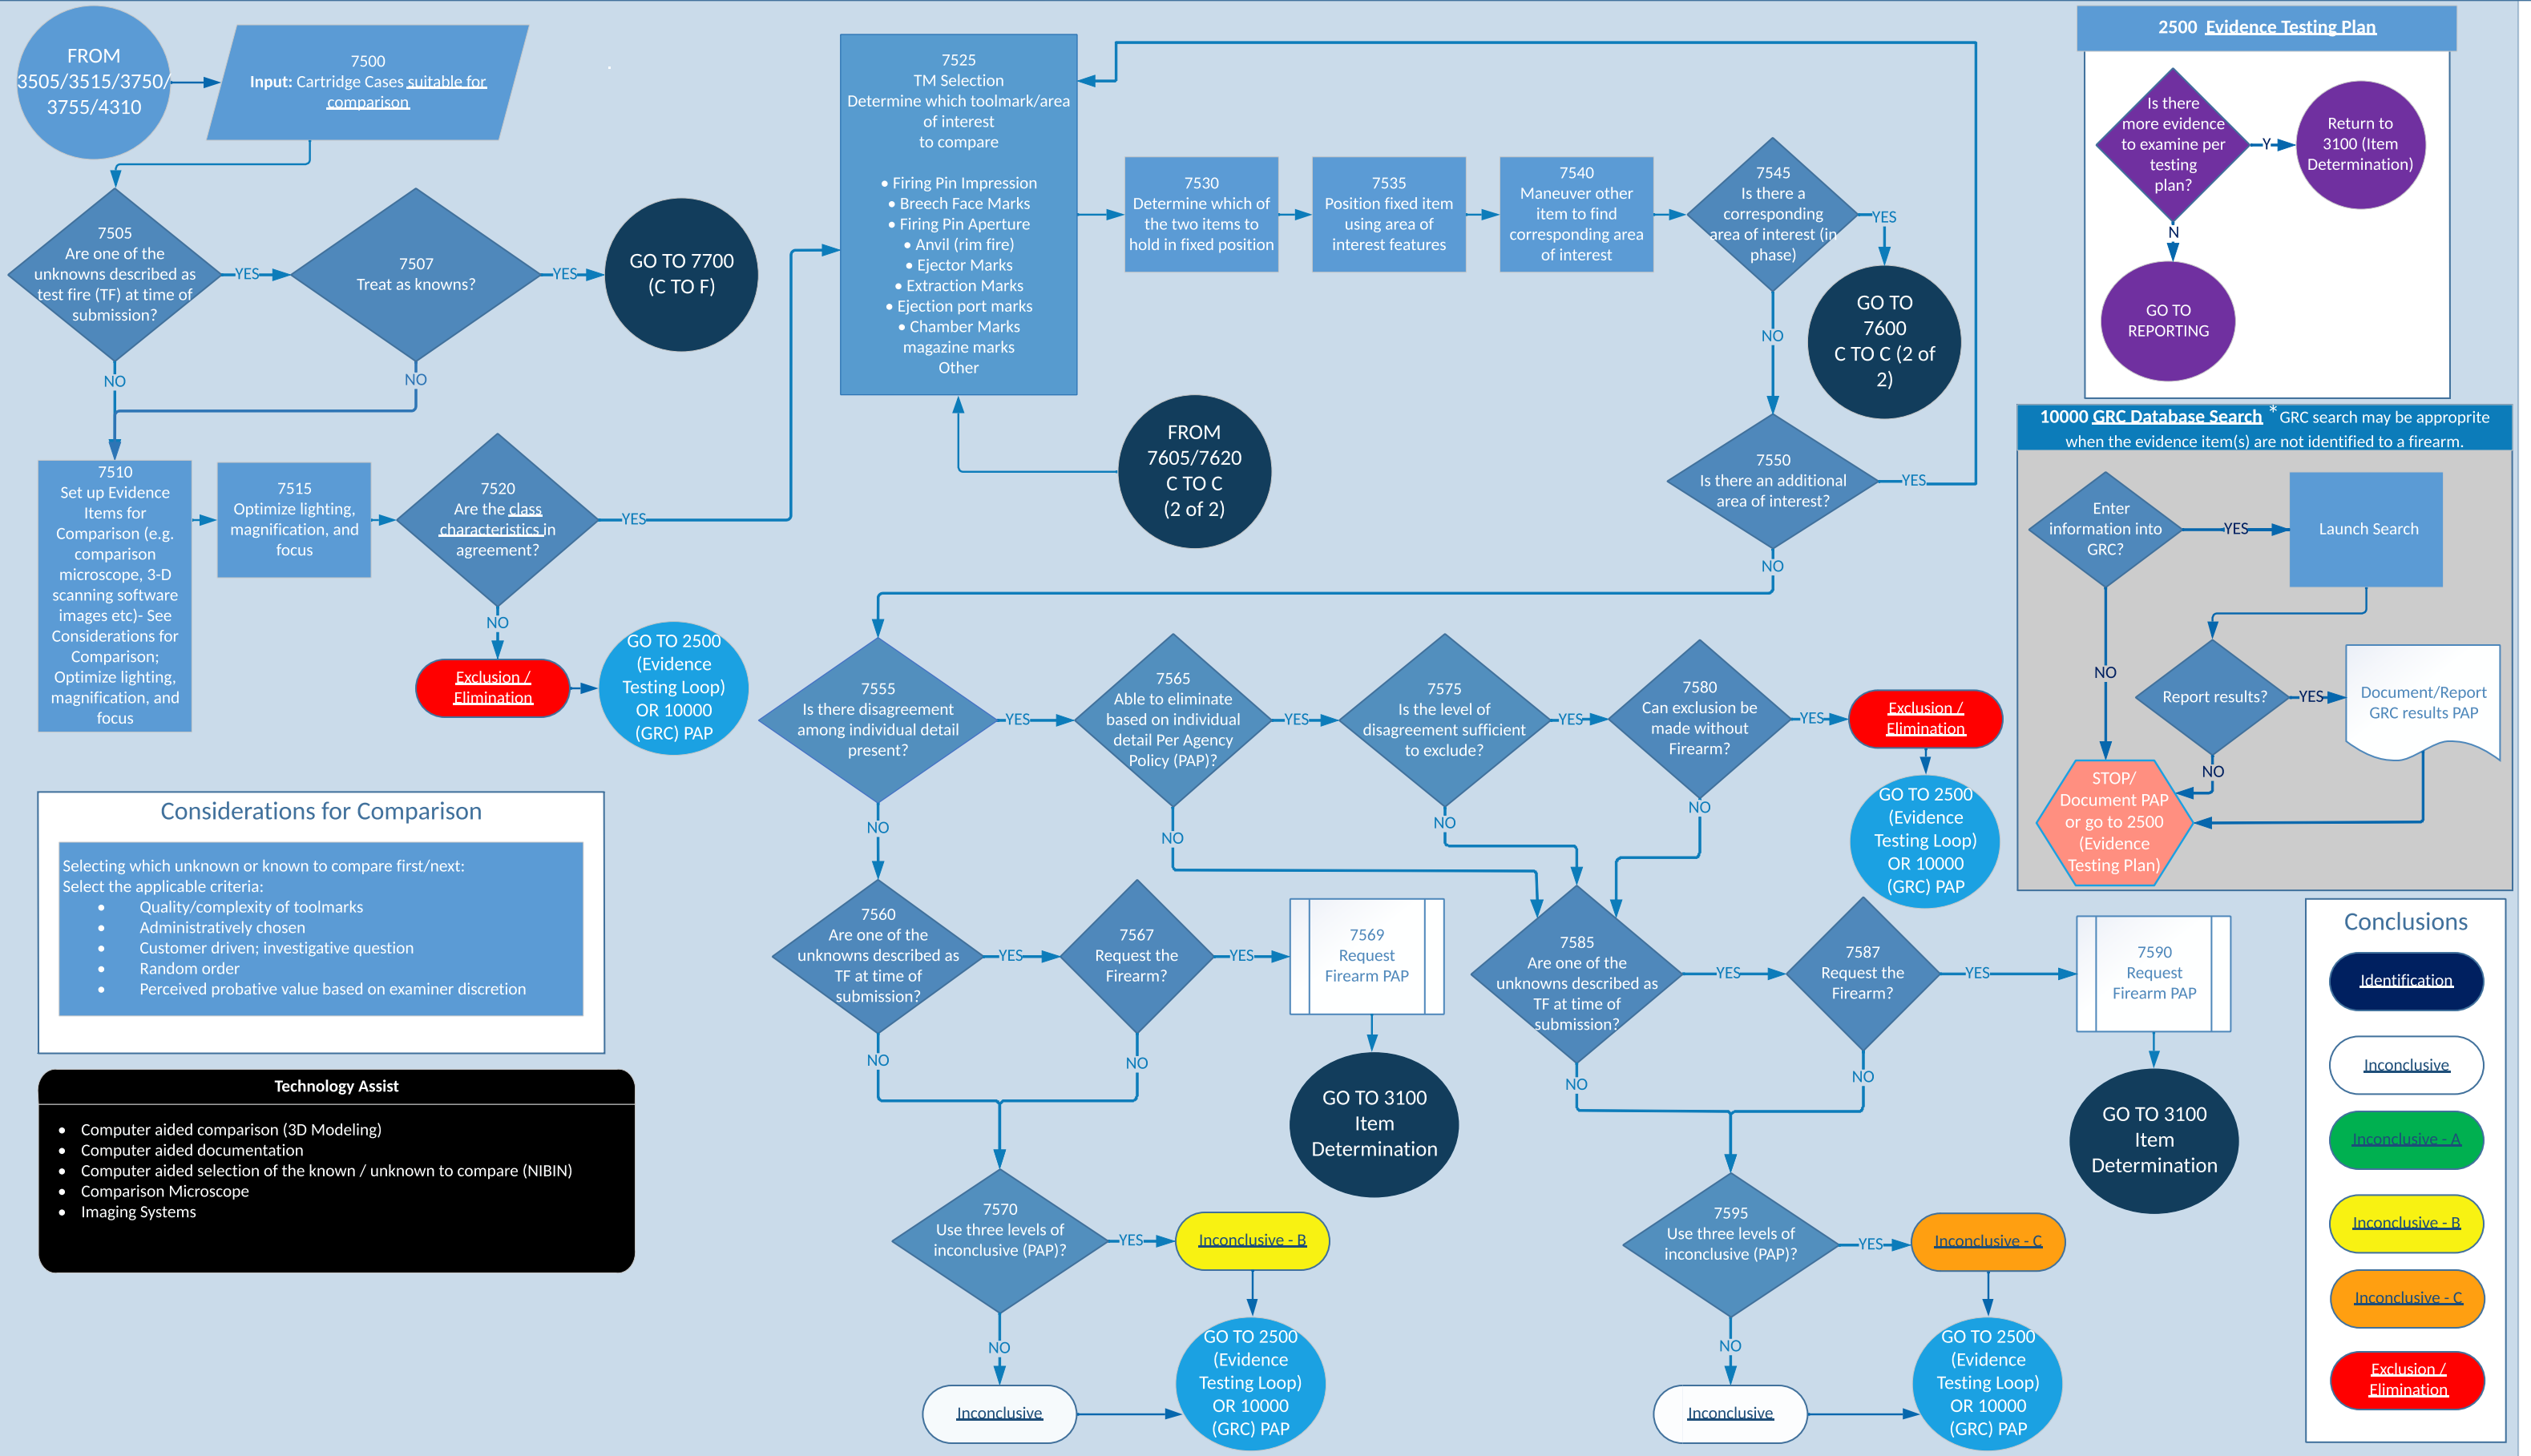 FROM
3505/3515/3750/
3755/4310
7500
Input: Cartridge Cases suitable for
comparison
7505
Are one of the
unknowns described as
test fire (TF) at time of
submission?
YES
NO
7507
Treat as knowns?
YES
NO
GO TO 7700
(C TO F)
7510
Set up Evidence
Items for
Comparison (e.g.
comparison
microscope, 3-D
scanning software
images etc)- See
Considerations for
Comparison;
Optimize lighting,
magnification, and
focus
7515
Optimize lighting,
magnification, and
focus
7520
Are the class
characteristics in
agreement?
YES
NO
Exclusion /
Elimination
GO TO 2500
(Evidence
Testing Loop)
OR 10000
(GRC) PAP
7525
TM Selection
Determine which toolmark/area
of interest
to compare
• Firing Pin Impression
• Breech Face Marks
• Firing Pin Aperture
• Anvil (rim fire)
• Ejector Marks
• Extraction Marks
• Ejection port marks
• Chamber Marks
magazine marks
Other
FROM
7605/7620
C TO C
(2 of 2)
7530
Determine which of
the two items to
hold in fixed position
7535
Position fixed item
using area of
interest features
7540
Maneuver other
item to find
corresponding area
of interest
7545
Is there a
corresponding
area of interest (in
phase)
YES
NO
GO TO
7600
C TO C (2 of
2)
7550
Is there an additional
area of interest?
YES
NO
7555
Is there disagreement
among individual detail
present?
YES
NO
7565
Able to eliminate
based on individual
detail Per Agency
Policy (PAP)?
YES
NO
7575
Is the level of
disagreement sufficient
to exclude?
YES
NO
7580
Can exclusion be
made without
Firearm?
YES
NO
Exclusion /
Elimination
GO TO 2500
(Evidence
Testing Loop)
OR 10000
(GRC) PAP
7560
Are one of the
unknowns described as
TF at time of
submission?
YES
NO
7567
Request the
Firearm?
YES
NO
7569
Request
Firearm PAP
GO TO 3100
Item
Determination
7570
Use three levels of
inconclusive (PAP)?
YES
NO
Inconclusive - B
GO TO 2500
(Evidence
Testing Loop)
OR 10000
(GRC) PAP
Inconclusive
7585
Are one of the
unknowns described as
TF at time of
submission?
YES
NO
7587
Request the
Firearm?
YES
NO
7590
Request
Firearm PAP
GO TO 3100
Item
Determination
7595
Use three levels of
inconclusive (PAP)?
YES
NO
Inconclusive - C
GO TO 2500
(Evidence
Testing Loop)
OR 10000
(GRC) PAP
Inconclusive
Considerations for Comparison
Selecting which unknown or known to compare first/next:
Select the applicable criteria:
• Quality/complexity of toolmarks
• Administratively chosen
• Customer driven; investigative question
• Random order
• Perceived probative value based on examiner discretion
Technology Assist
• Computer aided comparison (3D Modeling)
• Computer aided documentation
• Computer aided selection of the known / unknown to compare (NIBIN)
• Comparison Microscope
• Imaging Systems
2500 Evidence Testing Plan
Is there
more evidence
to examine per
testing
plan?
Y
N
Return to
3100 (Item
Determination)
GO TO
REPORTING
10000 GRC Database Search *GRC search may be approprite
when the evidence item(s) are not identified to a firearm.
Enter
information into
GRC?
YES
NO
Launch Search
Report results?
YES
NO
Document/Report
GRC results PAP
STOP/
Document PAP
or go to 2500
(Evidence
Testing Plan)
Conclusions
Identification
Inconclusive
Inconclusive - A
Inconclusive - B
Inconclusive - C
Exclusion /
Elimination